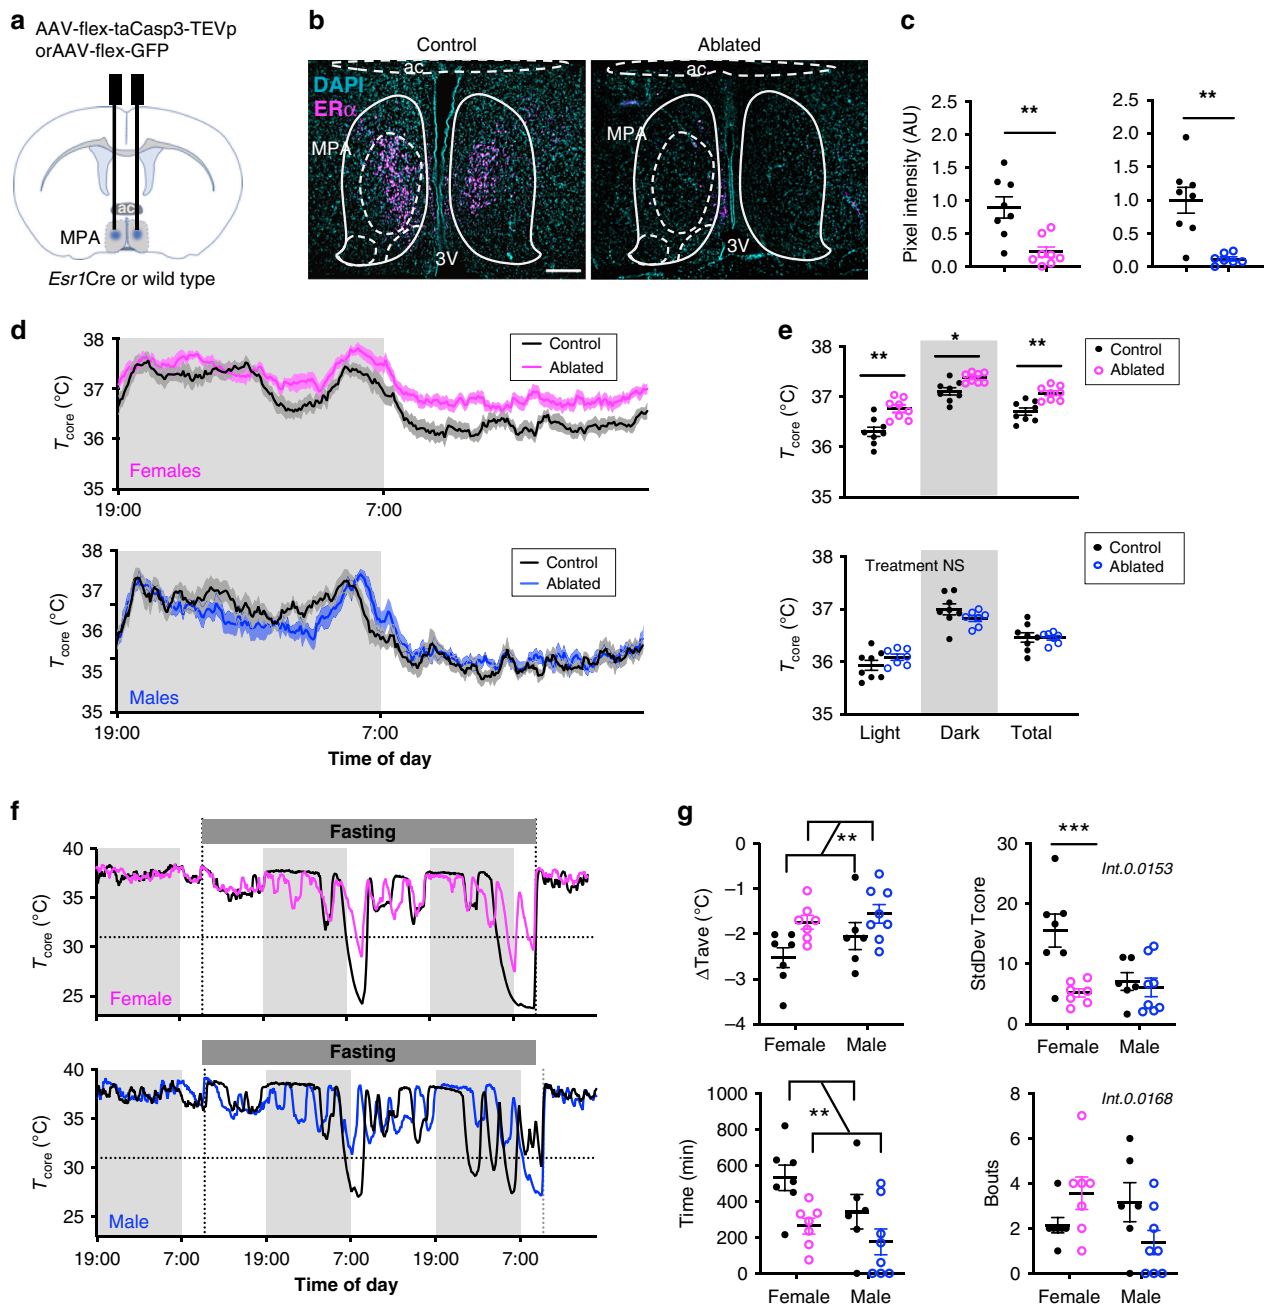 a
AAV-flex-taCasp3-TEVp
orAAV-flex-GFP
ac
MPA
Esr1Cre or wild type
b
Control
Ablated
DAPI
ERα
ac
MPA
3V
ac
MPA
3V
c
Pixel intensity (AU)
2.5
2.0
1.5
1.0
0.5
0.0
**
2.5
2.0
1.5
1.0
0.5
0.0
**
d
Tcore (°C)
38
37
36
35
Control
Ablated
Females
19:00
7:00
Tcore (°C)
38
37
36
35
Control
Ablated
Males
19:00
7:00
Time of day
e
Tcore (°C)
38
37
36
35
**
*
**
Control
Ablated
Tcore (°C)
38
37
36
35
Treatment NS
Control
Ablated
Light
Dark
Total
f
Fasting
Tcore (°C)
40
35
30
25
Female
Fasting
Tcore (°C)
40
35
30
25
Male
19:00
7:00
19:00
7:00
19:00
7:00
Time of day
g
ΔTave (°C)
0
–1
–2
–3
–4
**
Female
Male
StdDev Tcore
30
20
10
0
***
Int.0.0153
Female
Male
Time (min)
1000
800
600
400
200
0
**
Female
Male
Bouts
8
6
4
2
0
Int.0.0168
Female
Male